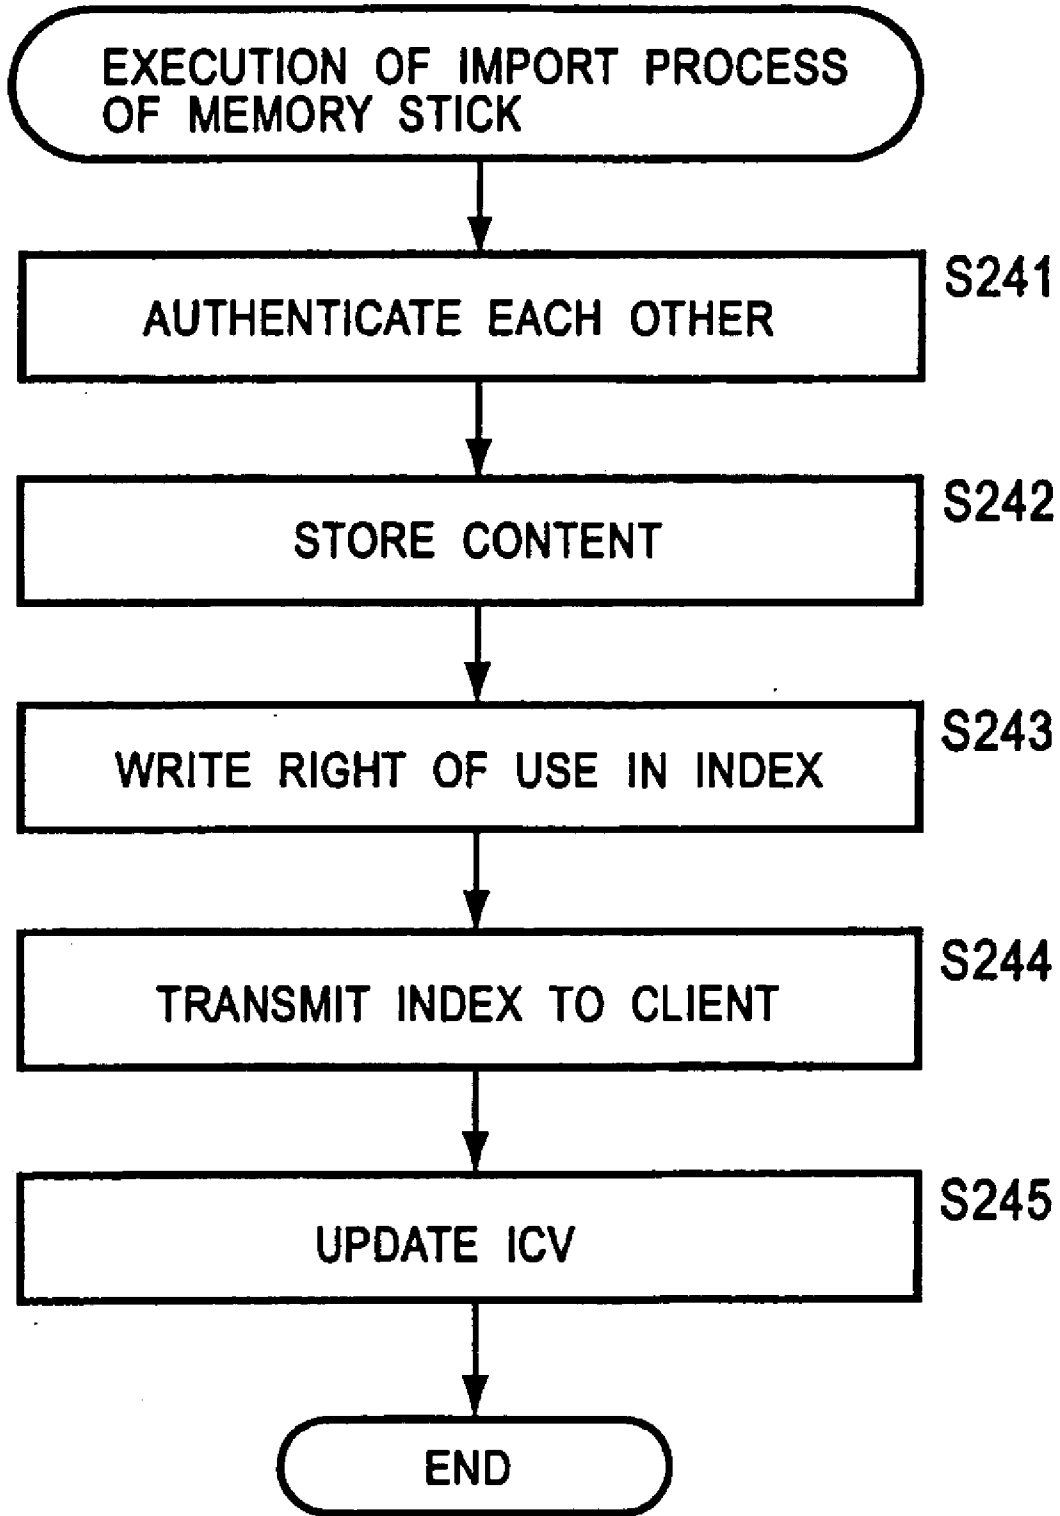 EXECUTION OF IMPORT PROCESS
OF MEMORY STICK
S241
AUTHENTICATE EACH OTHER
S242
STORE CONTENT
S243
WRITE RIGHT OF USE IN INDEX
S244
TRANSMIT INDEX TO CLIENT
S245
UPDATE ICV
END